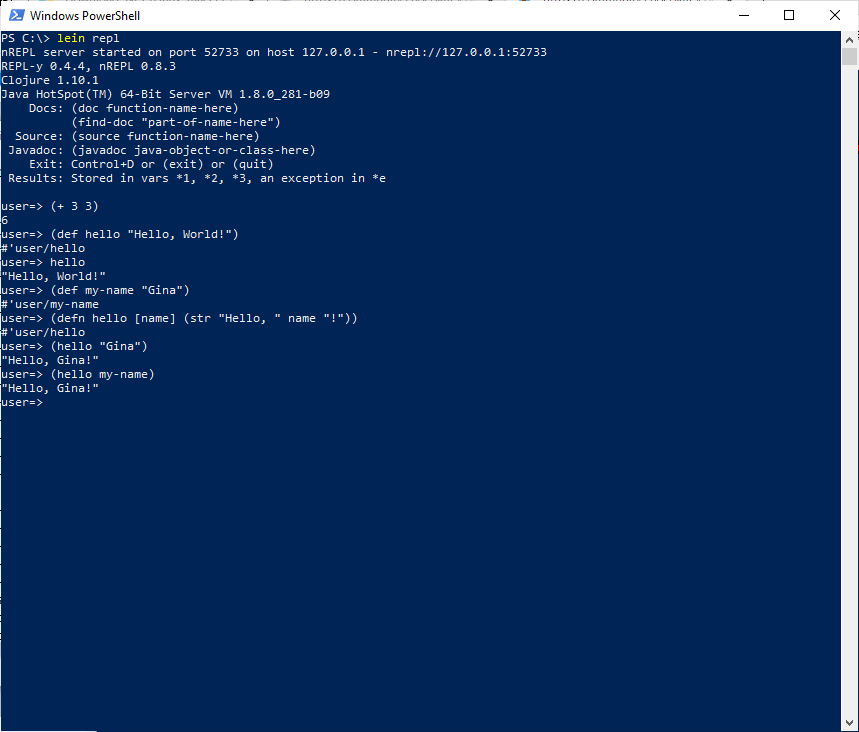 Windows PowerShell
PS C:\> lein repl
nREPL server started on port 52733 on host 127.0.0.1 - nrepl://127.0.0.1:52733
REPL-y 0.4.4, nREPL 0.8.3
Clojure 1.10.1
Java HotSpot(TM) 64-Bit Server VM 1.8.0_281-b09
    Docs: (doc function-name-here)
          (find-doc "part-of-name-here")
  Source: (source function-name-here)
 Javadoc: (javadoc java-object-or-class-here)
    Exit: Control+D or (exit) or (quit)
 Results: Stored in vars *1, *2, *3, an exception in *e
user=> (+ 3 3)
6
user=> (def hello "Hello, World!")
#'user/hello
user=> hello
"Hello, World!"
user=> (def my-name "Gina")
#'user/my-name
user=> (defn hello [name] (str "Hello, " name "!"))
#'user/hello
user=> (hello "Gina")
"Hello, Gina!"
user=> (hello my-name)
"Hello, Gina!"
user=>